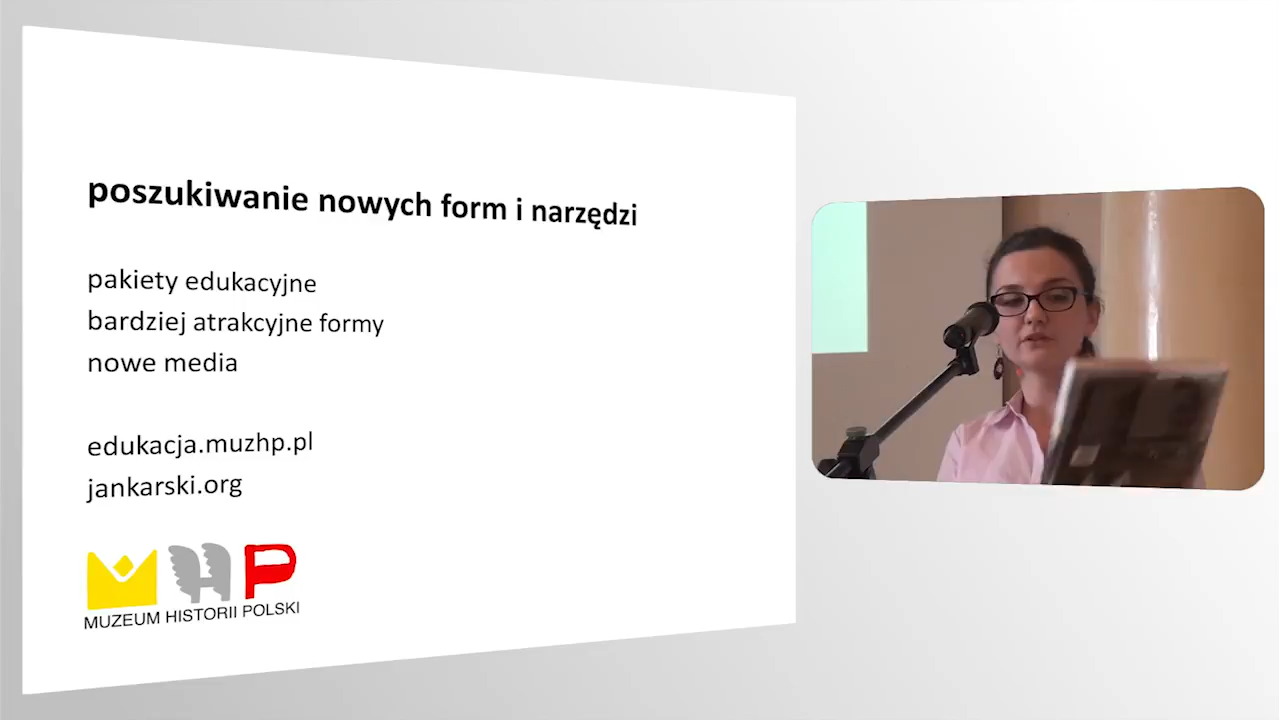 poszukiwanie nowych form i narzędzi
pakiety edukacyjne
bardziej atrakcyjne formy
nowe media
edukacja.muzhp.pl
jankarski.org
MHP
MUZEUM HISTORII POLSKI